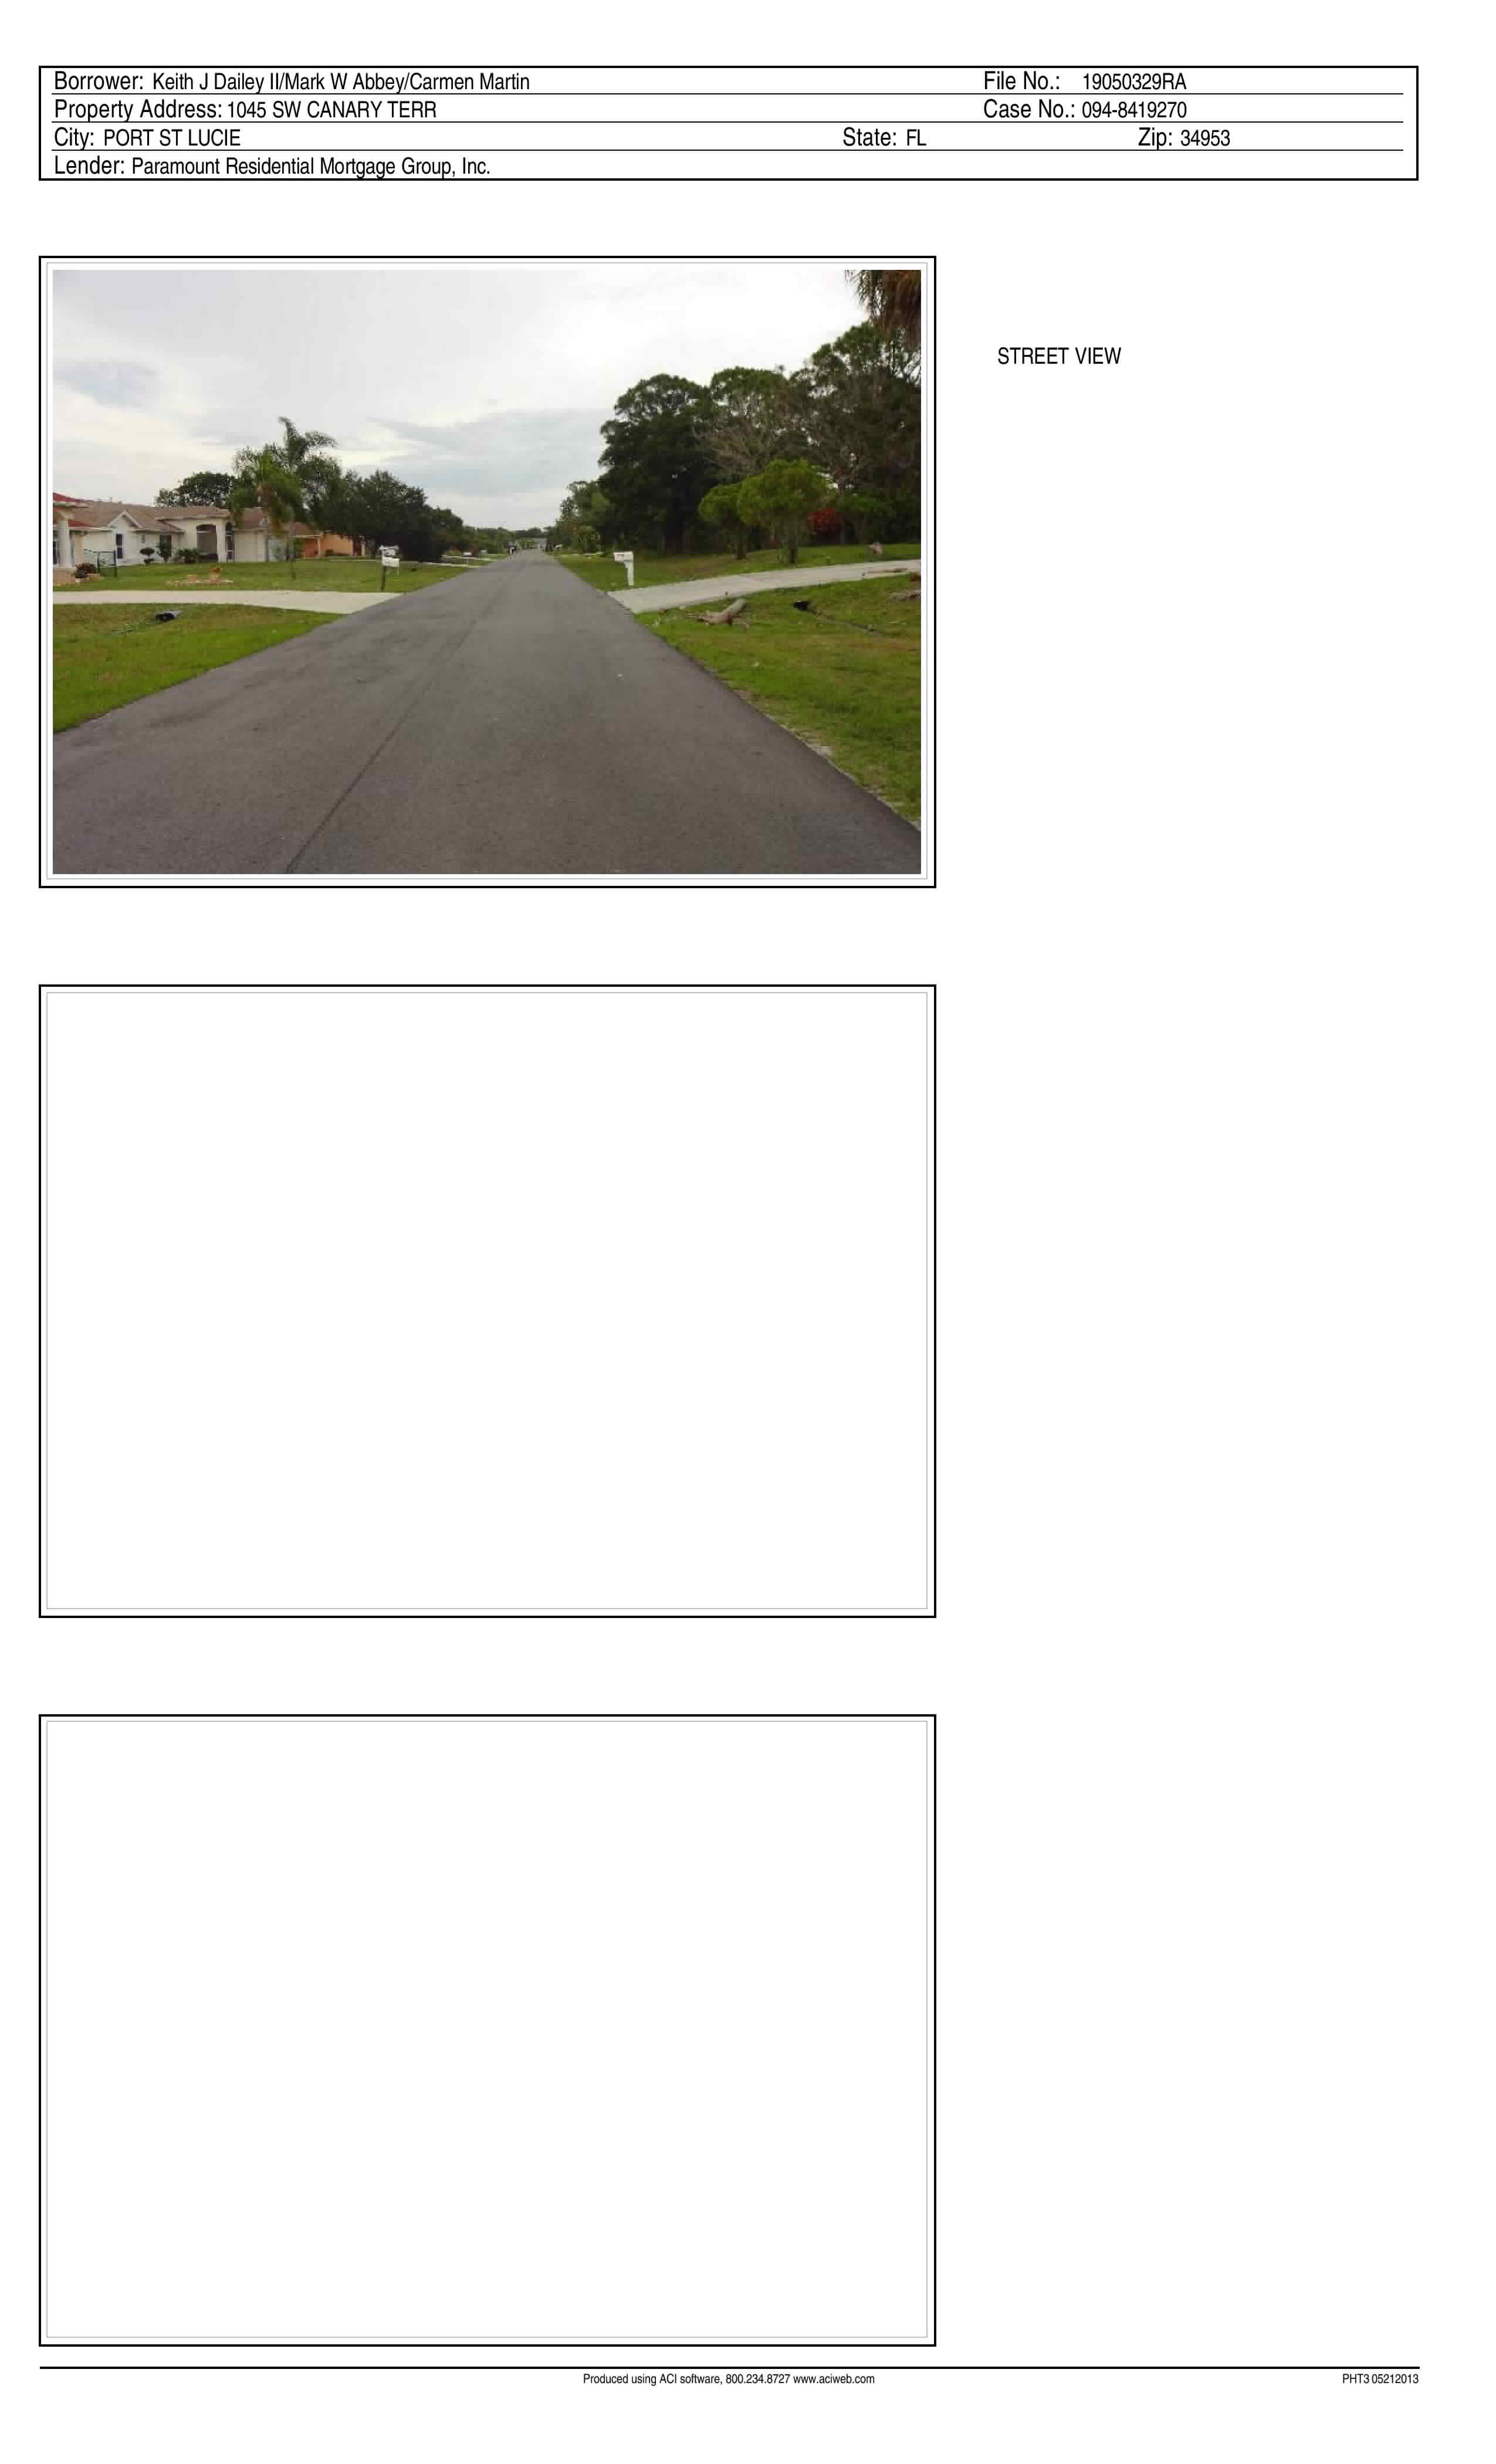 Borrower: Keith J Dailey II/Mark W Abbey/Carmen Martin File No.: 19050329RA
Property Address: 1045 SW CANARY TERR Case No.: 094-8419270
City: PORT ST LUCIE State: FL Zip: 34953
Lender: Paramount Residential Mortgage Group, Inc.
STREET VIEW
Produced using ACI software, 800.234.8727 www.aciweb.com PHT3 05212013